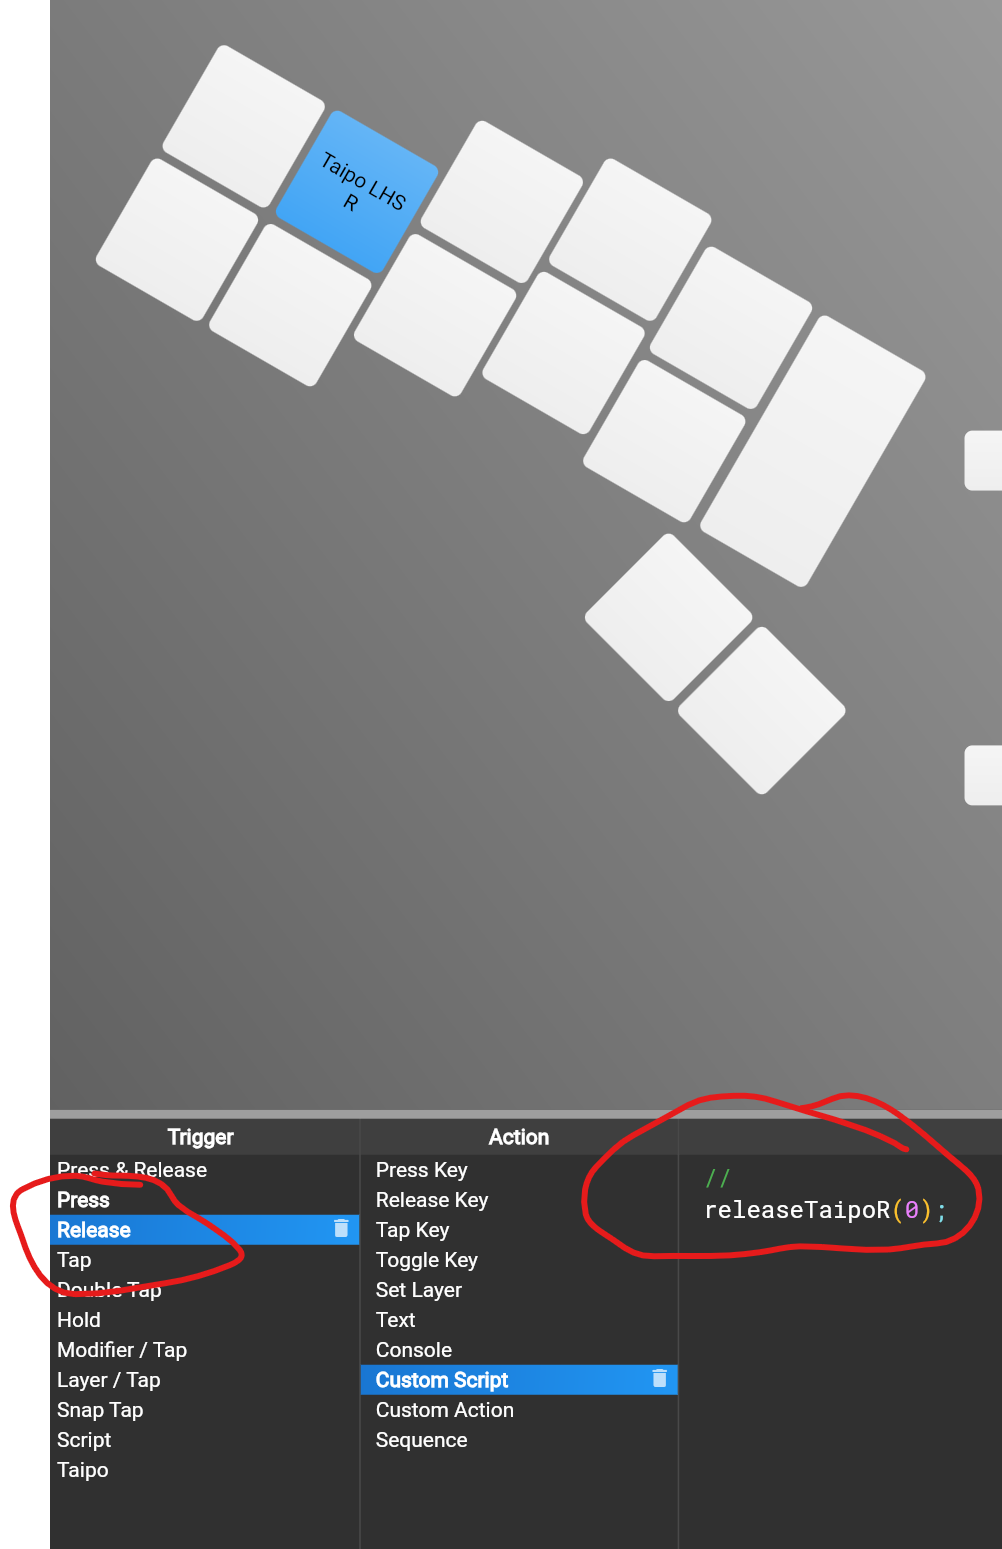 Taipo LHS
R
Trigger
Press & Release
Press
Release
Tap
Double Tap
Hold
Modifier / Tap
Layer / Tap
Snap Tap
Script
Taipo
Action
Press Key
Release Key
Tap Key
Toggle Key
Set Layer
Text
Console
Custom Script
Custom Action
Sequence
//
releaseTaipoR(0);